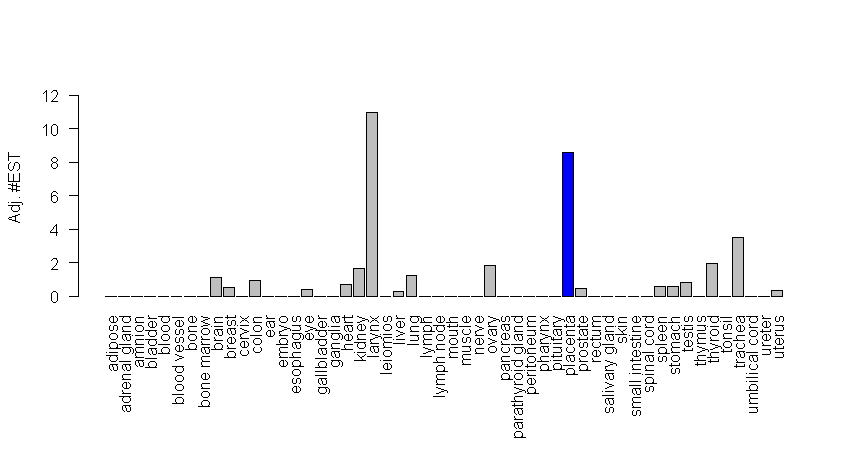 12
10
8
6
4
2
0
Adj. #EST
adipose
adrenal gland
amnion
bladder
blood
blood vessel
bone
bone marrow
brain
breast
cervix
colon
ear
embryo
esophagus
eye
gallbladder
ganglia
heart
kidney
larynx
leiomios
liver
lung
lymph
lymph node
mouth
muscle
nerve
ovary
pancreas
parathyroid gland
peritoneum
pharynx
pituitary
placenta
prostate
rectum
salivary gland
skin
small intestine
spinal cord
spleen
stomach
testis
thymus
thyroid
tonsil
trachea
umbilical cord
ureter
uterus